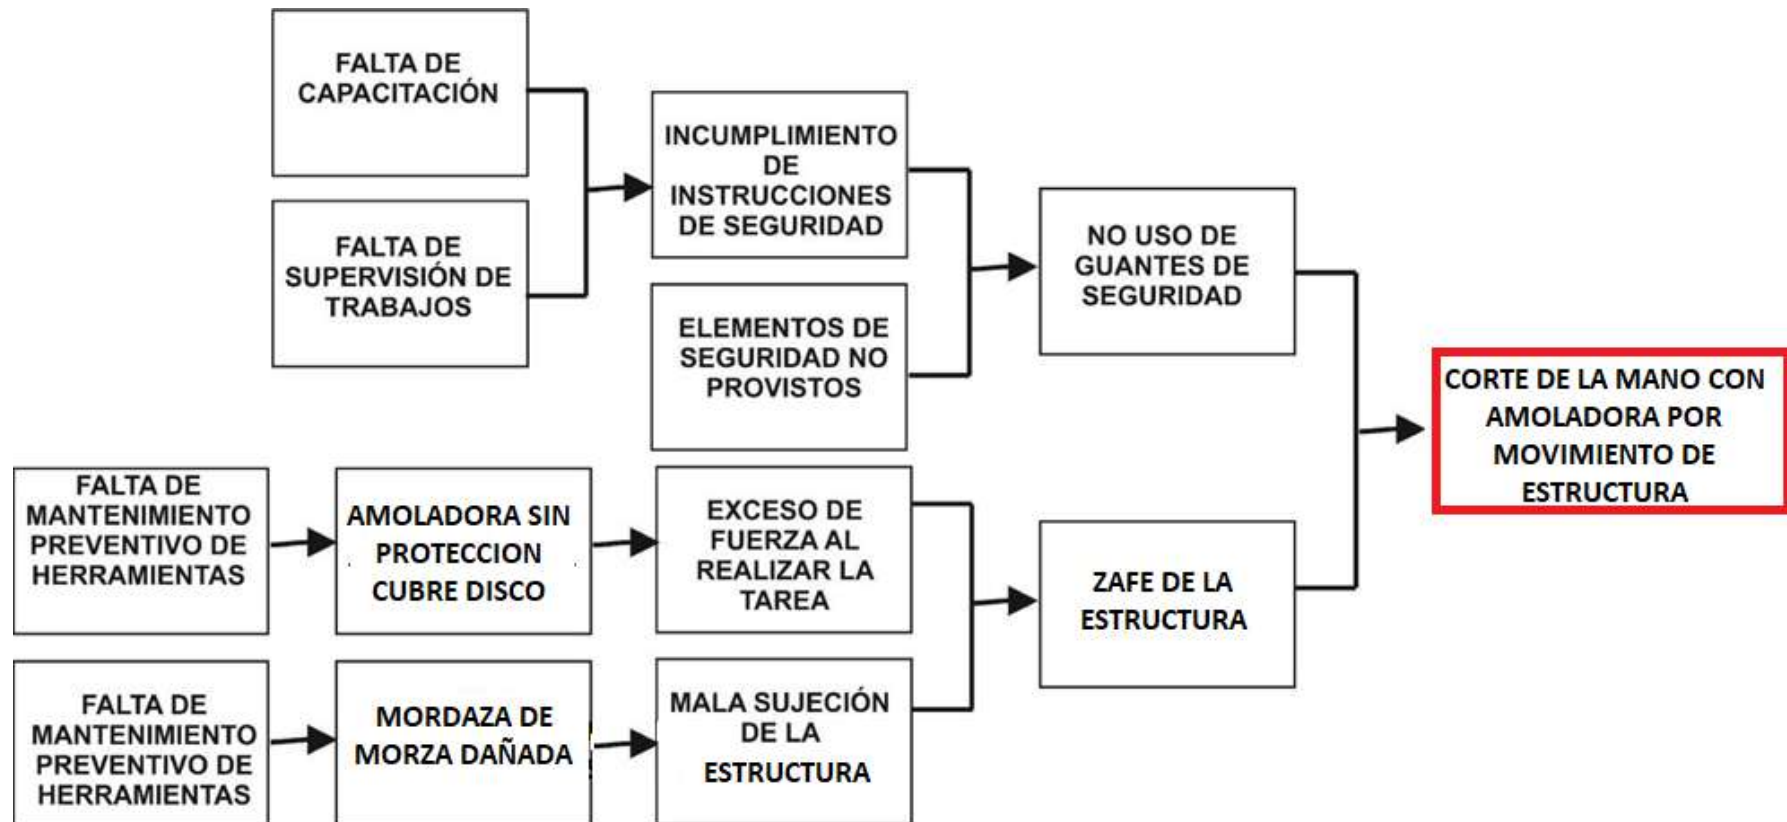 FALTA DE
CAPACITACIÓN
FALTA DE
SUPERVISIÓN DE
TRABAJOS
INCUMPLIMIENTO
DE
INSTRUCCIONES
DE SEGURIDAD
ELEMENTOS DE
SEGURIDAD NO
PROVISTOS
NO USO DE
GUANTES DE
SEGURIDAD
CORTE DE LA MANO CON
AMOLADORA POR
MOVIMIENTO DE
ESTRUCTURA
FALTA DE
MANTENIMIENTO
PREVENTIVO DE
HERRAMIENTAS
AMOLADORA SIN
PROTECCION
CUBRE DISCO
EXCESO DE
FUERZA AL
REALIZAR LA
TAREA
ZAFE DE LA
ESTRUCTURA
FALTA DE
MANTENIMIENTO
PREVENTIVO DE
HERRAMIENTAS
MORDAZA DE
MORZA DAÑADA
MALA SUJECIÓN
DE LA
ESTRUCTURA